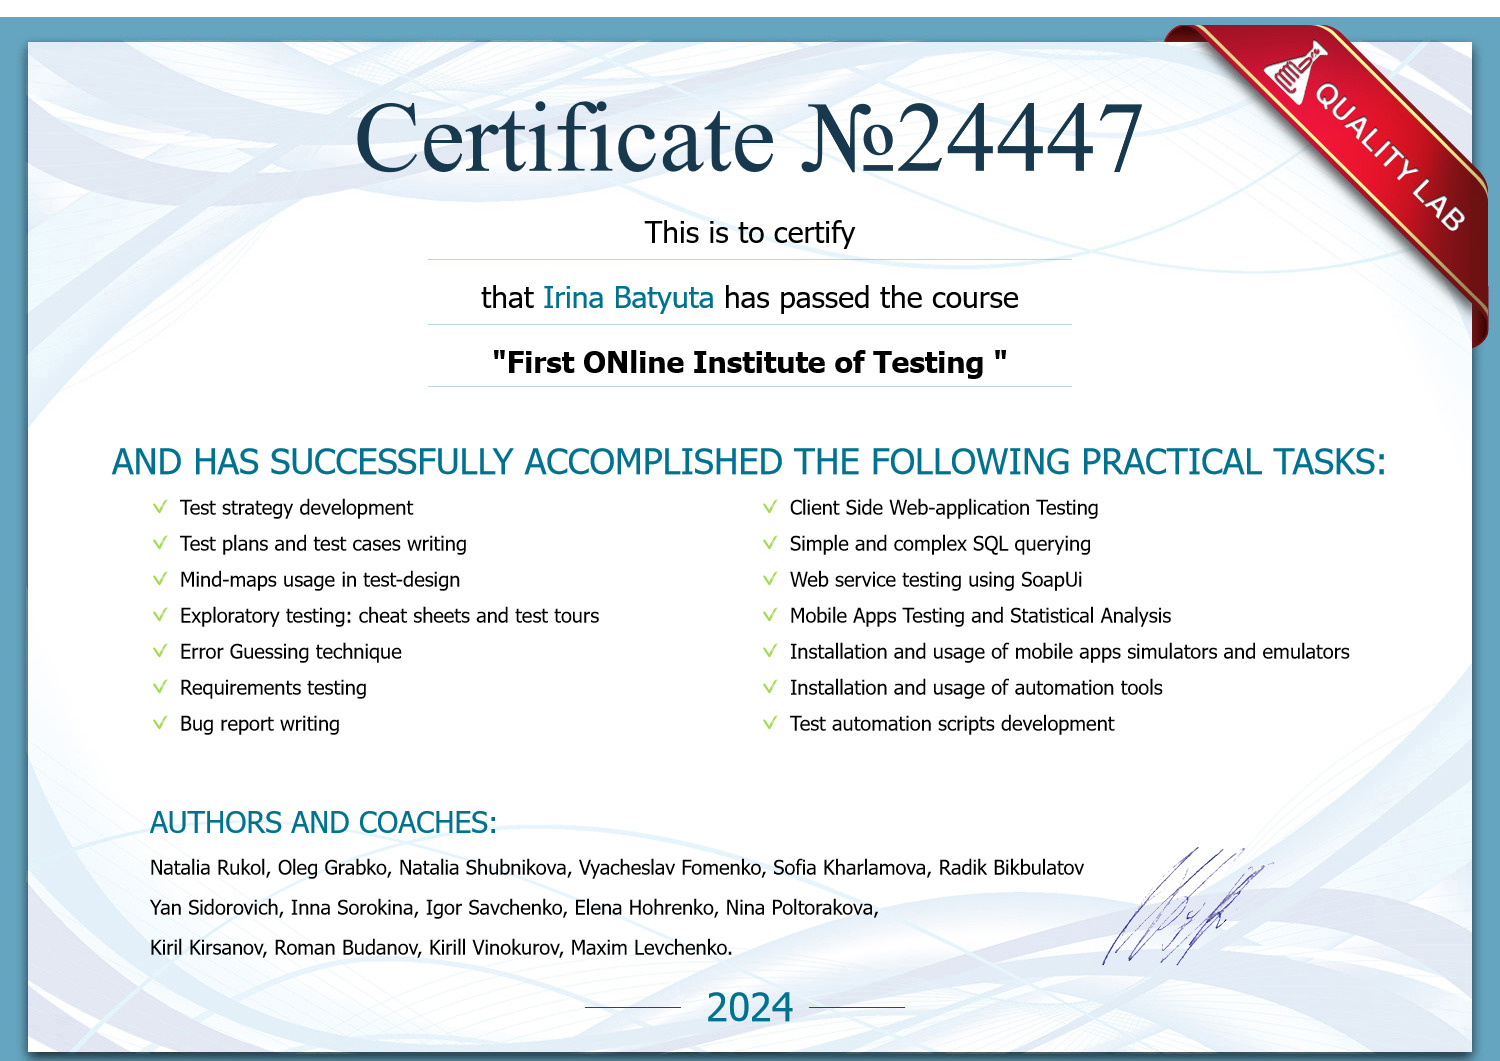 Certificate №24447
QUALITY LAB
This is to certify
that Irina Batyuta has passed the course
"First ONline Institute of Testing "
AND HAS SUCCESSFULLY ACCOMPLISHED THE FOLLOWING PRACTICAL TASKS:
Test strategy development
Test plans and test cases writing
Mind-maps usage in test-design
Exploratory testing: cheat sheets and test tours
Error Guessing technique
Requirements testing
Bug report writing
Client Side Web-application Testing
Simple and complex SQL querying
Web service testing using SoapUi
Mobile Apps Testing and Statistical Analysis
Installation and usage of mobile apps simulators and emulators
Installation and usage of automation tools
Test automation scripts development
AUTHORS AND COACHES:
Natalia Rukol, Oleg Grabko, Natalia Shubnikova, Vyacheslav Fomenko, Sofia Kharlamova, Radik Bikbulatov
Yan Sidorovich, Inna Sorokina, Igor Savchenko, Elena Hohrenko, Nina Poltorakova,
Kiril Kirsanov, Roman Budanov, Kirill Vinokurov, Maxim Levchenko.
2024